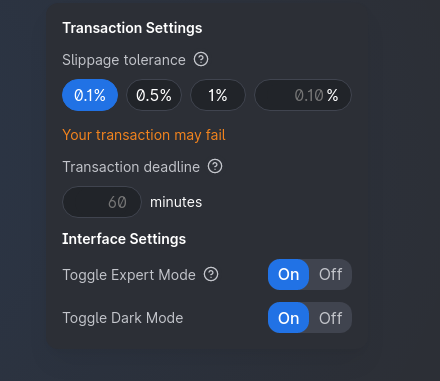 Transaction Settings
Slippage tolerance ?
0.1% 0.5% 1% 0.10 %
Your transaction may fail
Transaction deadline ?
60 minutes
Interface Settings
Toggle Expert Mode ? On Off
Toggle Dark Mode On Off